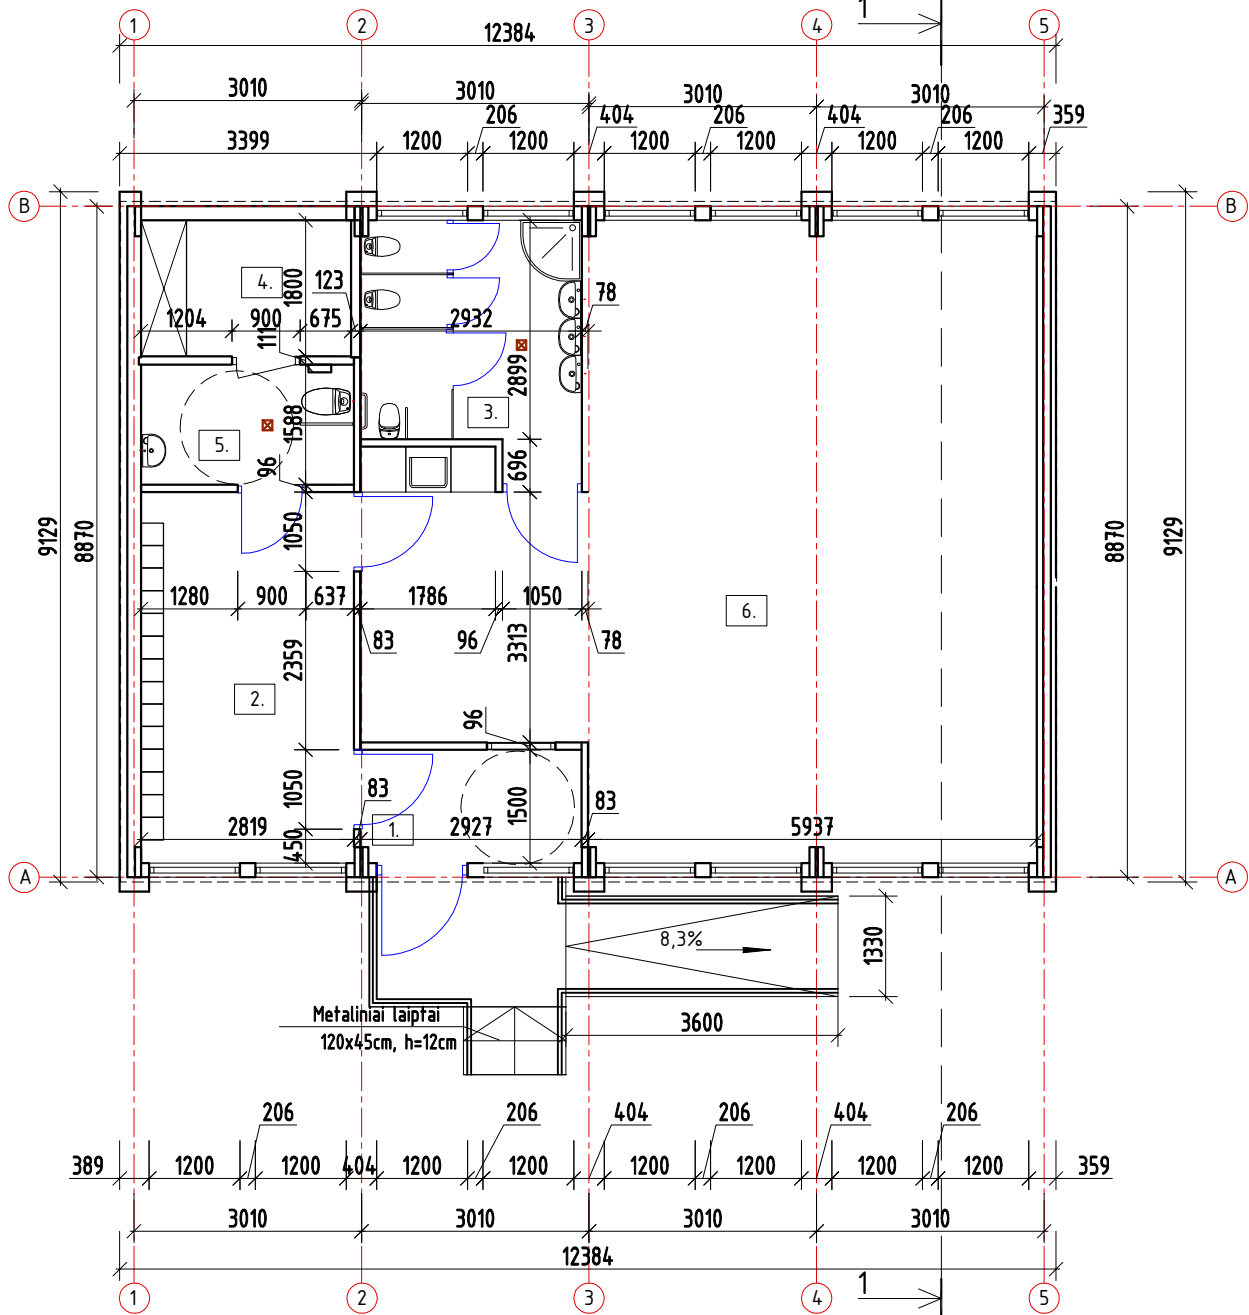 1
1 2 3 4 5
12384
3010 3010 3010 3010
206 404 206 404 206 359
3399 1200 1200 1200 1200 1200 1200
B B
4. 1800 123 78
1204 900 675 2932
111
2899
3.
5. 1588
96 696
9129 8870 1050 8870 9129
1280 900 637 1786 1050
6.
83 96 3313 78
2359
2.
96
1050 83 1500 83
1.
2819 2927 5937
450
A A
8,3% 1330
Metaliniai laiptai
120x45cm, h=12cm
3600
206 206 404 206 404 206
389 1200 1200 404 1200 1200 1200 1200 1200 1200 359
3010 3010 3010 3010
12384
1
1 2 3 4 5